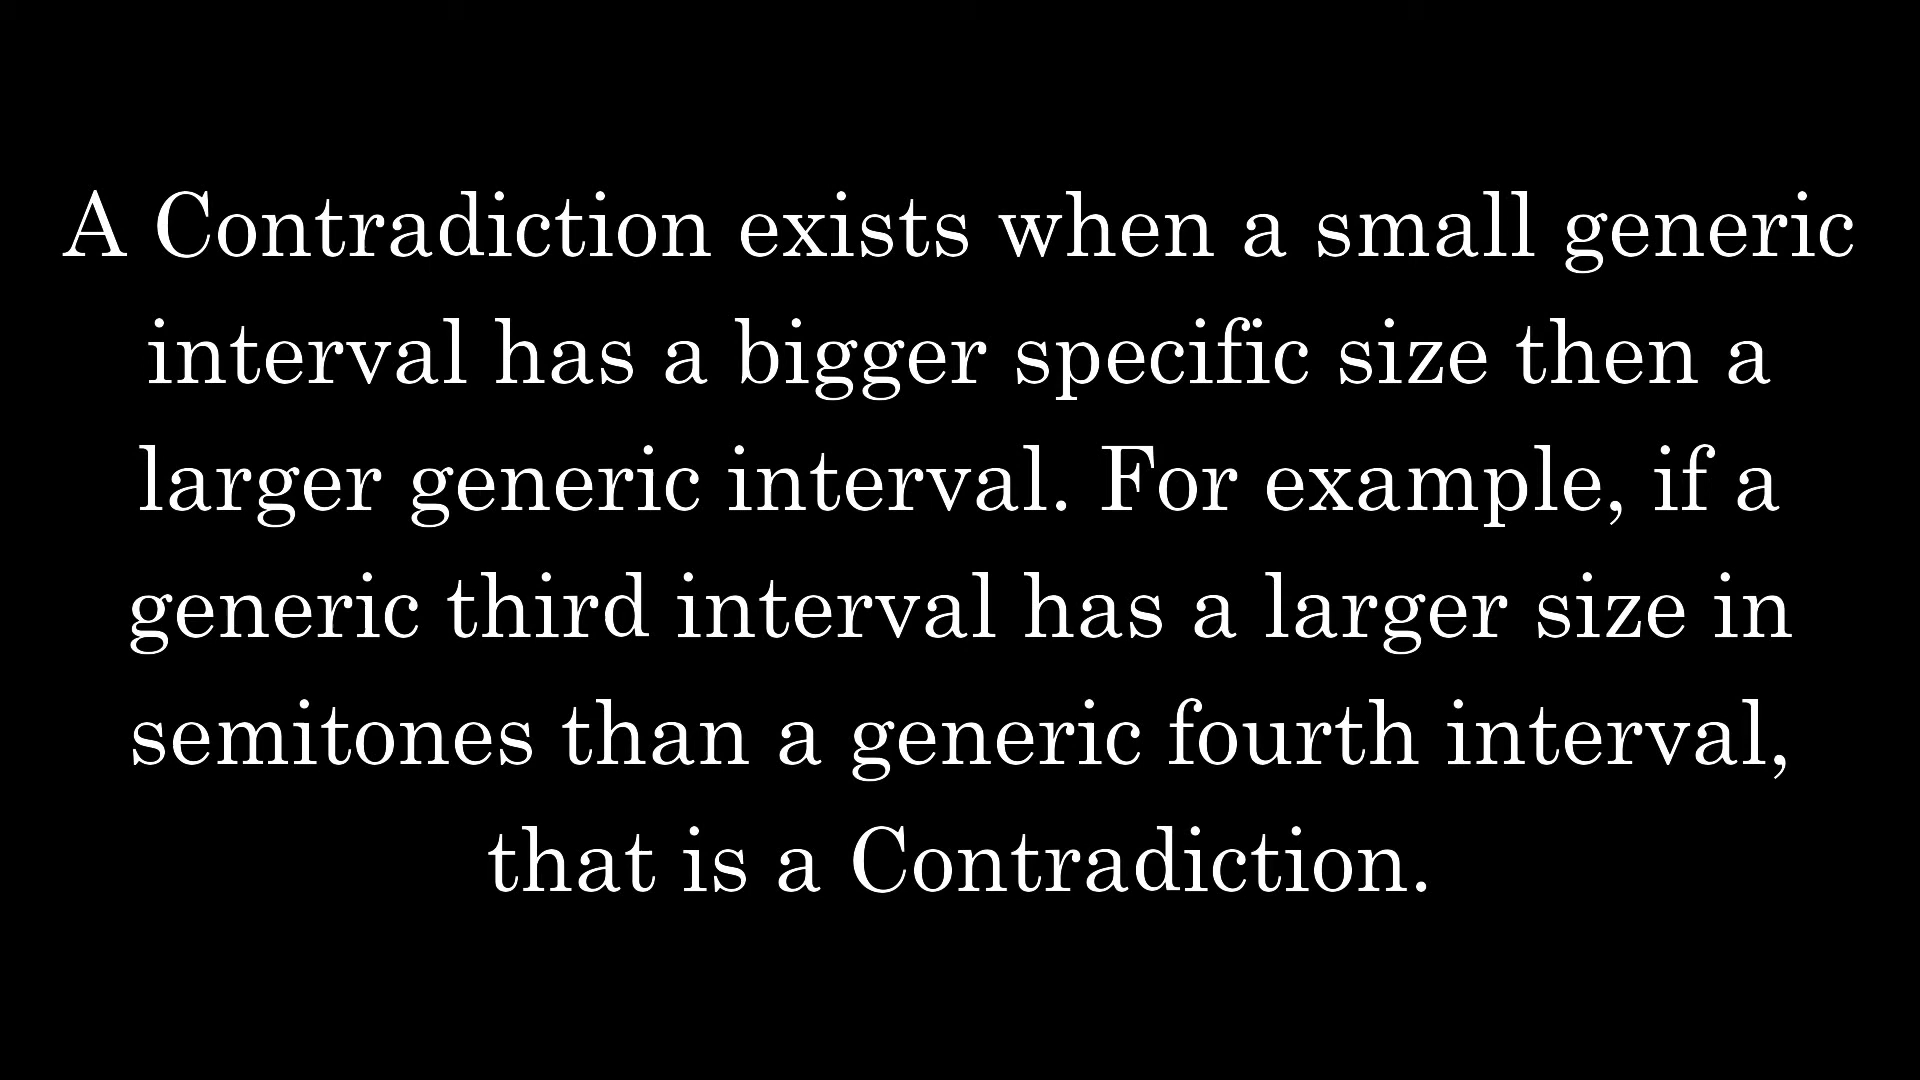 A Contradiction exists when a small generic
interval has a bigger specific size then a
larger generic interval. For example, if a
generic third interval has a larger size in
semitones than a generic fourth interval,
that is a Contradiction.